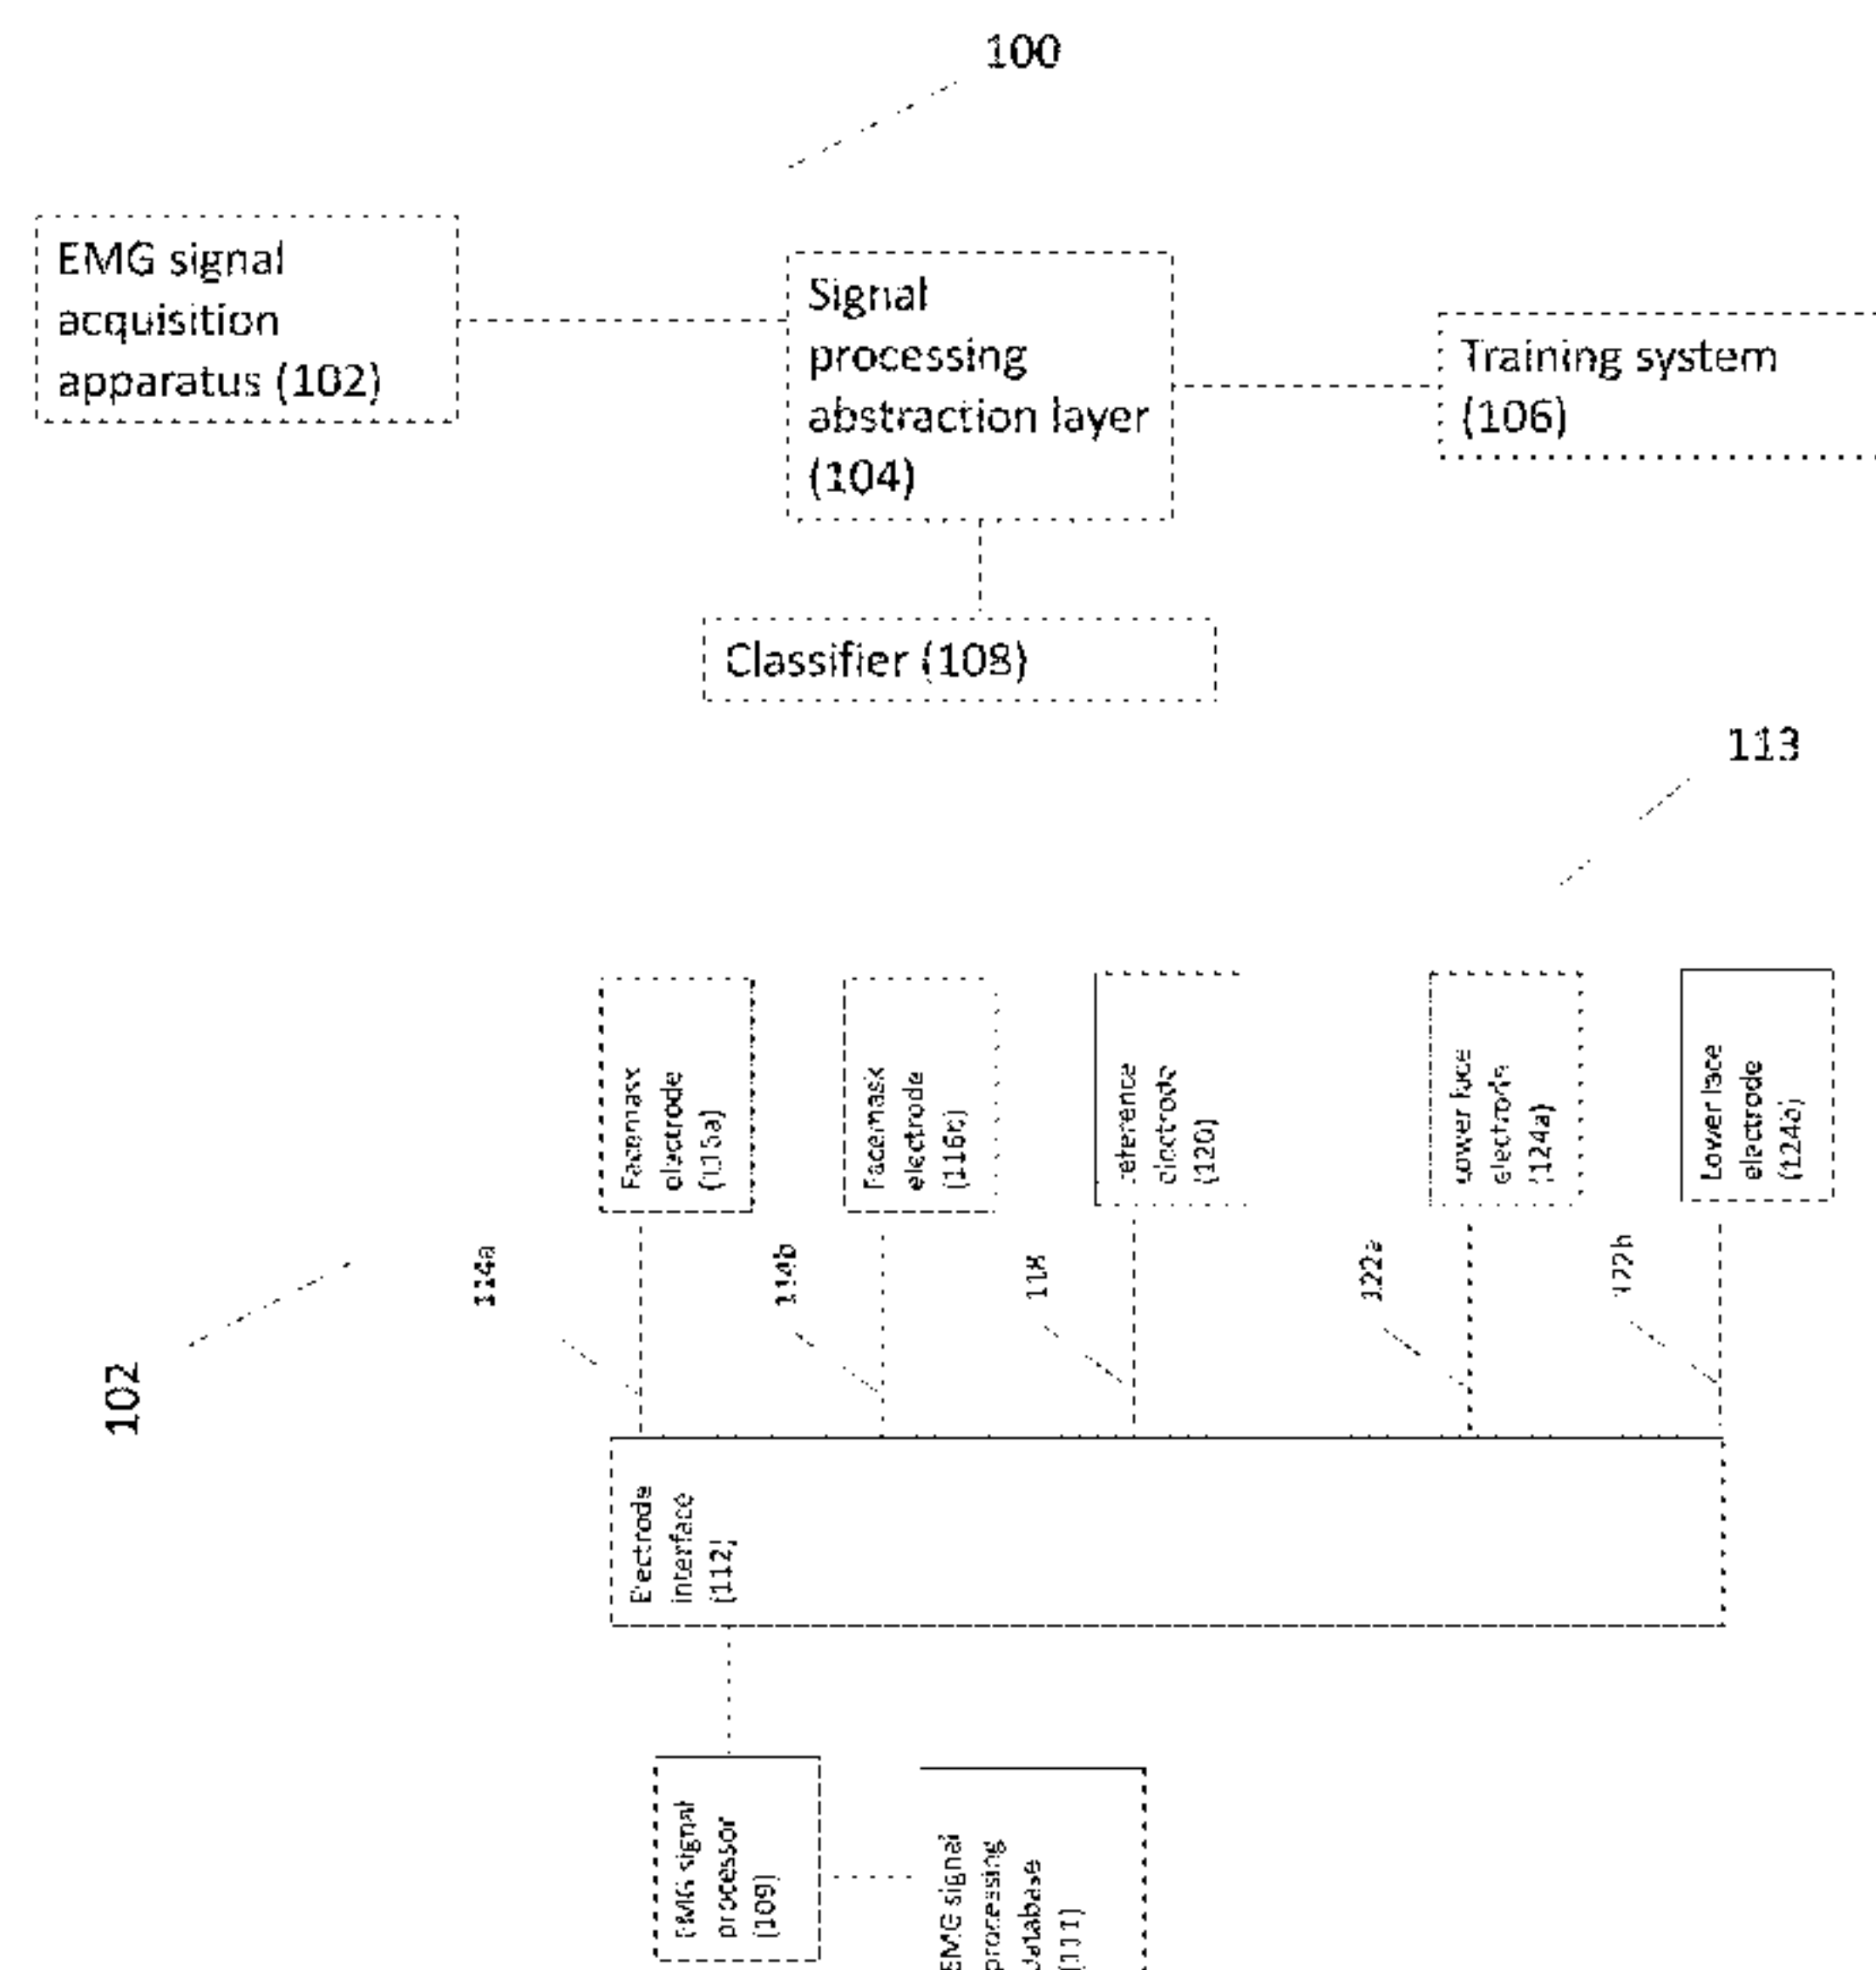 100
EMG signal
acquisition
apparatus (102)
Signal
processing
abstraction layer
(104)
Training system
(106)
Classifier (108)
113
102
Facemask
electrode
(116a)
Facemask
electrode
(116b)
reference
electrode
(120)
Lower face
electrode
(124a)
Lower face
electrode
114a
114b
118
122a
122b
Electrode
interface
(112)
EMG signal
processor
(109)
EMG signal
processing
database
(111)